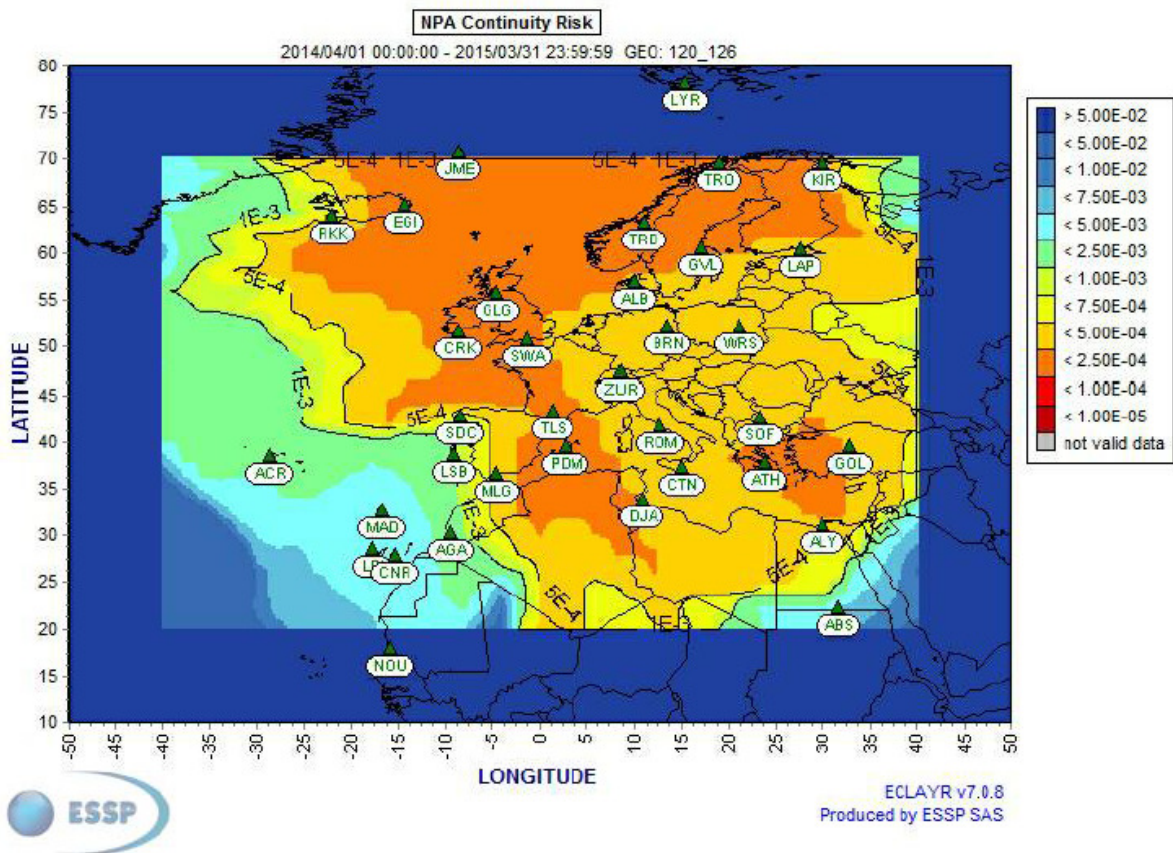 NPA Continuity Risk
2014/04/01 00:00:00 - 2015/03/31 23:59:59 GEO: 120_126
80
75
70
65
60
55
50
45
40
35
30
25
20
15
10
LATITUDE
-50 -45 -40 -35 -30 -25 -20 -15 -10 -5 0 5 10 15 20 25 30 35 40 45 50
LONGITUDE
LYR
5E-4 1E-3 5E-4 1E-3
JME TRO KIR
1E-3
RKK EGI TRD
5E-4
GVL LAP
5E-4
1E-3
ALB
GLG
CRK SWA BRN WRS
ZUR
1E-3
5E-4
5E-4
SDC TLS ROM SOF
ACR LSB PDM ATH GOL
MLG CTN
MAD DJA
1E-3
AGA ALY
CNR
5E-4
5E-4
1E-3
ABS
NOU
> 5.00E-02
< 5.00E-02
< 1.00E-02
< 7.50E-03
< 5.00E-03
< 2.50E-03
< 1.00E-03
< 7.50E-04
< 5.00E-04
< 2.50E-04
< 1.00E-04
< 1.00E-05
not valid data
ESSP
ECLAYR v7.0.8
Produced by ESSP SAS